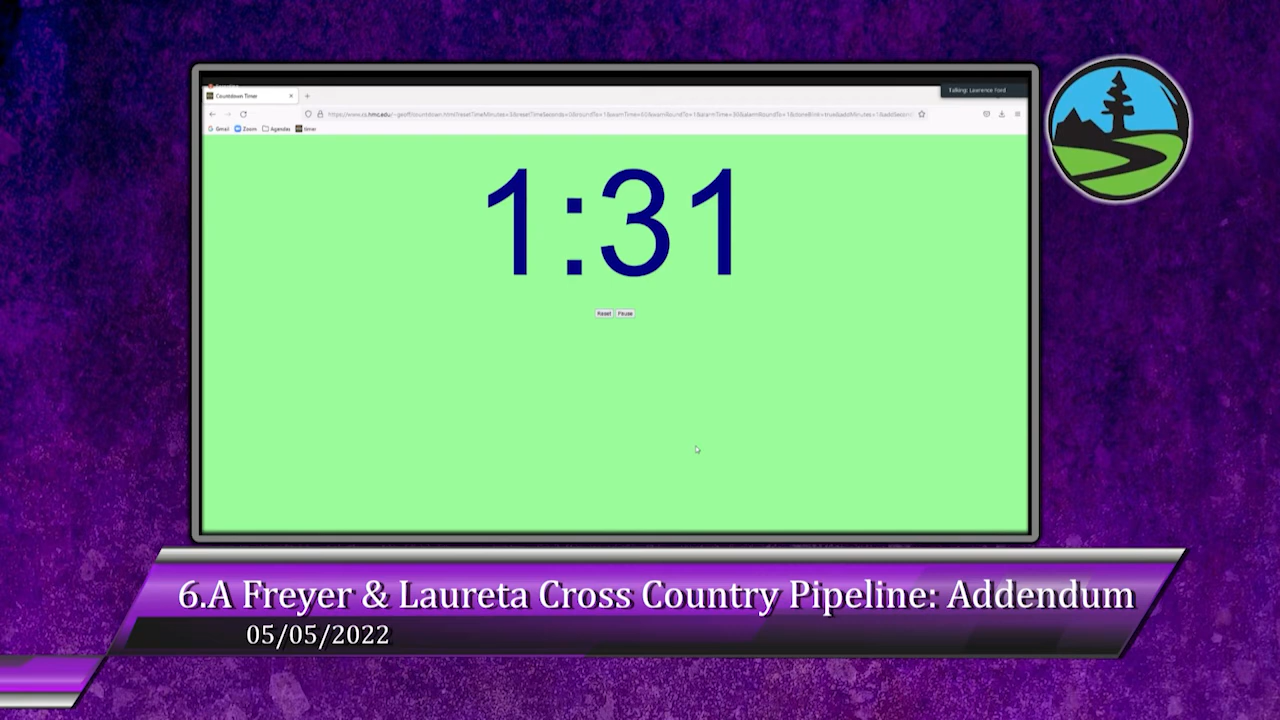 Countdown Timer
Talking: Lawrence Ford
Gmail Zoom Agendas timer
1:31
Reset Pause
6.A Freyer & Laureta Cross Country Pipeline: Addendum
05/05/2022